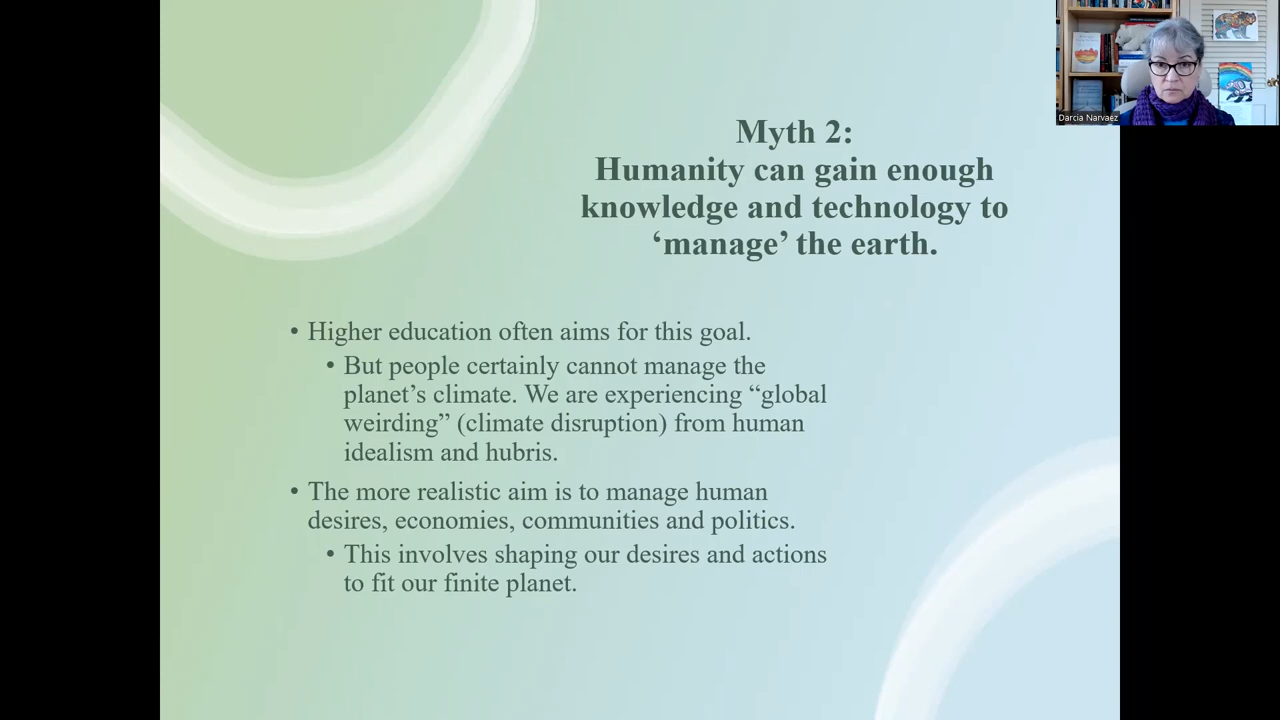 Myth 2:
Humanity can gain enough
knowledge and technology to
‘manage’ the earth.
• Higher education often aims for this goal.
• But people certainly cannot manage the
planet’s climate. We are experiencing “global
weirding” (climate disruption) from human
idealism and hubris.
• The more realistic aim is to manage human
desires, economies, communities and politics.
• This involves shaping our desires and actions
to fit our finite planet.
Darcia Narvaez